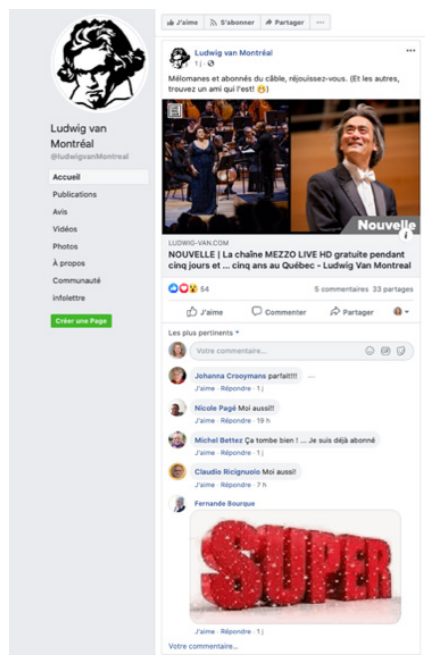 J'aime S'abonner Partager ...
Ludwig van
Montréal
@ludwigvanMontreal
Accueil
Publications
Avis
Vidéos
Photos
À propos
Communauté
infolettre
Créer une Page
Ludwig van Montréal
1 j ·
Mélomanes et abonnés du câble, réjouissez-vous. (Et les autres,
trouvez un ami qui l'est! 😁)
Nouvelle
LUDWIG-VAN.COM
NOUVELLE | La chaîne MEZZO LIVE HD gratuite pendant
cinq jours et ... cinq ans au Québec - Ludwig Van Montreal
54 5 commentaires 33 partages
J'aime Commenter Partager
Les plus pertinents
Votre commentaire...
Johanna Crooymans parfait!!!! ...
J'aime · Répondre · 1 j
Nicole Pagé Moi aussi!!
J'aime · Répondre · 19 h
Michel Bettez Ça tombe bien ! ... Je suis déjà abonné
J'aime · Répondre · 1 j
Claudio Ricignuolo Moi aussi!
J'aime · Répondre · 7 h
Fernande Bourque
SUPER
J'aime · Répondre · 1 j
Votre commentaire...